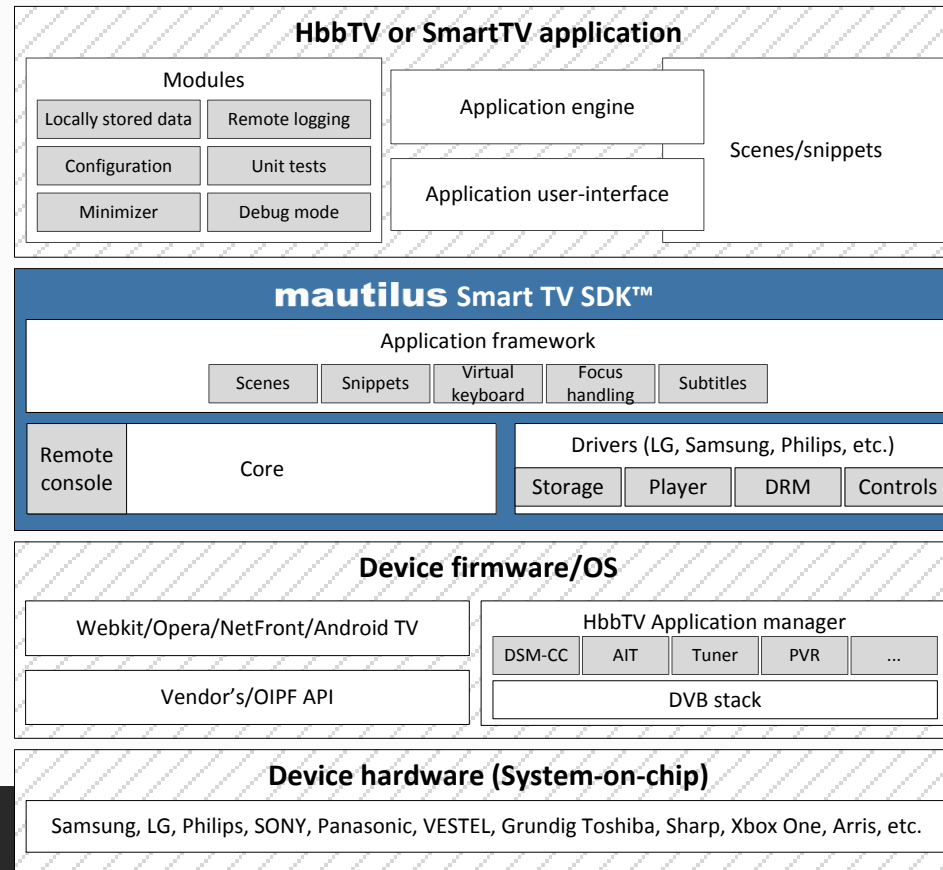 HbbTV or SmartTV application
Modules
Locally stored data
Remote logging
Configuration
Unit tests
Minimizer
Debug mode
Application engine
Application user-interface
Scenes/snippets
mautilus Smart TV SDK™
Application framework
Scenes
Snippets
Virtual
keyboard
Focus
handling
Subtitles
Remote
console
Core
Drivers (LG, Samsung, Philips, etc.)
Storage
Player
DRM
Controls
Device firmware/OS
Webkit/Opera/NetFront/Android TV
Vendor's/OIPF API
HbbTV Application manager
DSM-CC
AIT
Tuner
PVR
...
DVB stack
Device hardware (System-on-chip)
Samsung, LG, Philips, SONY, Panasonic, VESTEL, Grundig Toshiba, Sharp, Xbox One, Arris, etc.